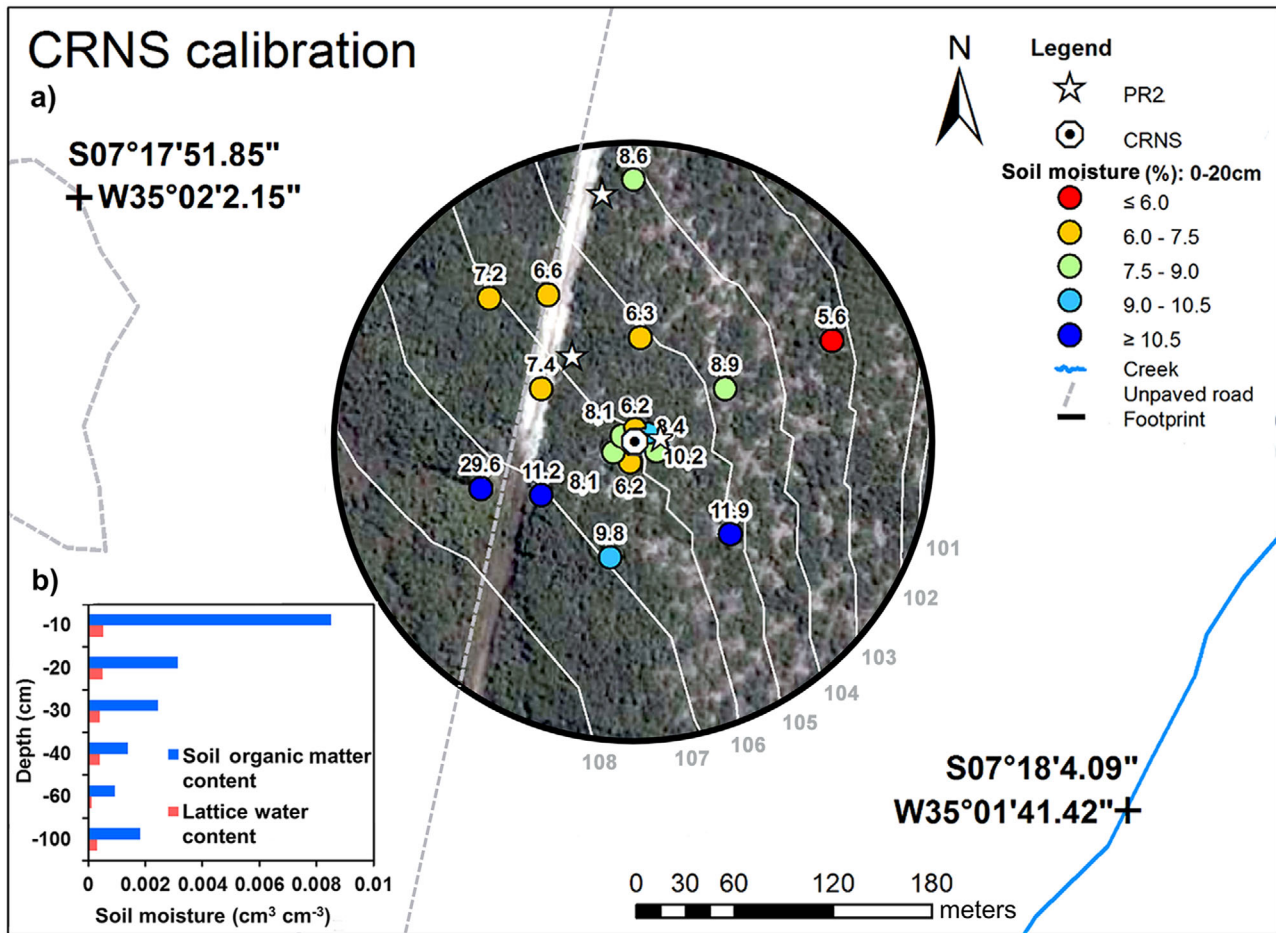 CRNS calibration
a)
S07°17'51.85"
W35°02'2.15"
N
Legend
PR2
CRNS
Soil moisture (%): 0-20cm
≤ 6.0
6.0 - 7.5
7.5 - 9.0
9.0 - 10.5
≥ 10.5
Creek
Unpaved road
Footprint
8.6
7.2
6.6
6.3
5.6
7.4
8.9
8.1
6.2
8.4
10.2
29.6
11.2
8.1
6.2
11.9
9.8
101
102
103
104
105
106
107
108
b)
Depth (cm)
-10
-20
-30
-40
-60
-100
Soil organic matter
content
Lattice water
content
0 0.002 0.004 0.006 0.008 0.01
Soil moisture (cm³ cm⁻³)
S07°18'4.09"
W35°01'41.42"
0 30 60 120 180
meters